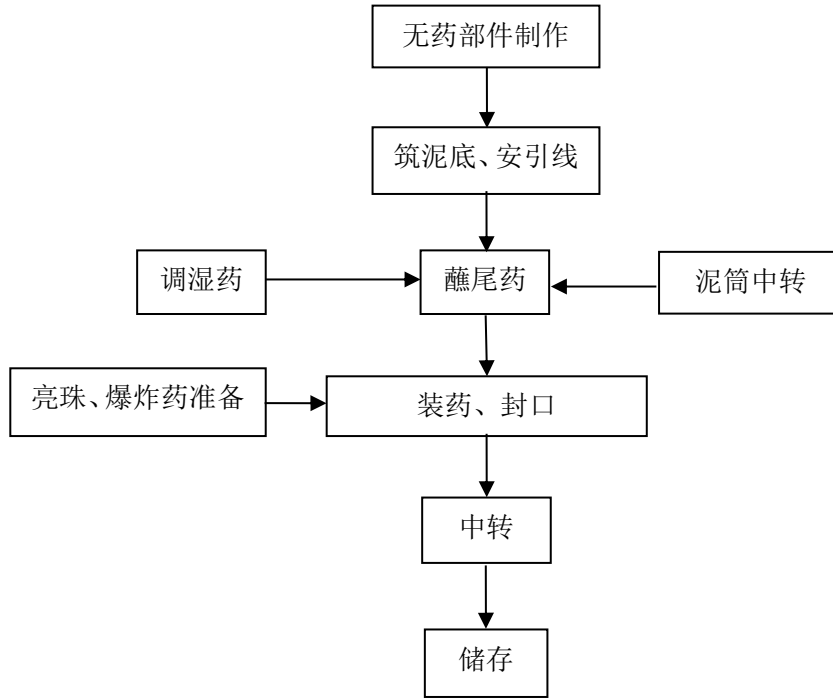 无药部件制作
筑泥底、安引线
调湿药
蘸尾药
泥筒中转
亮珠、爆炸药准备
装药、封口
中转
储存